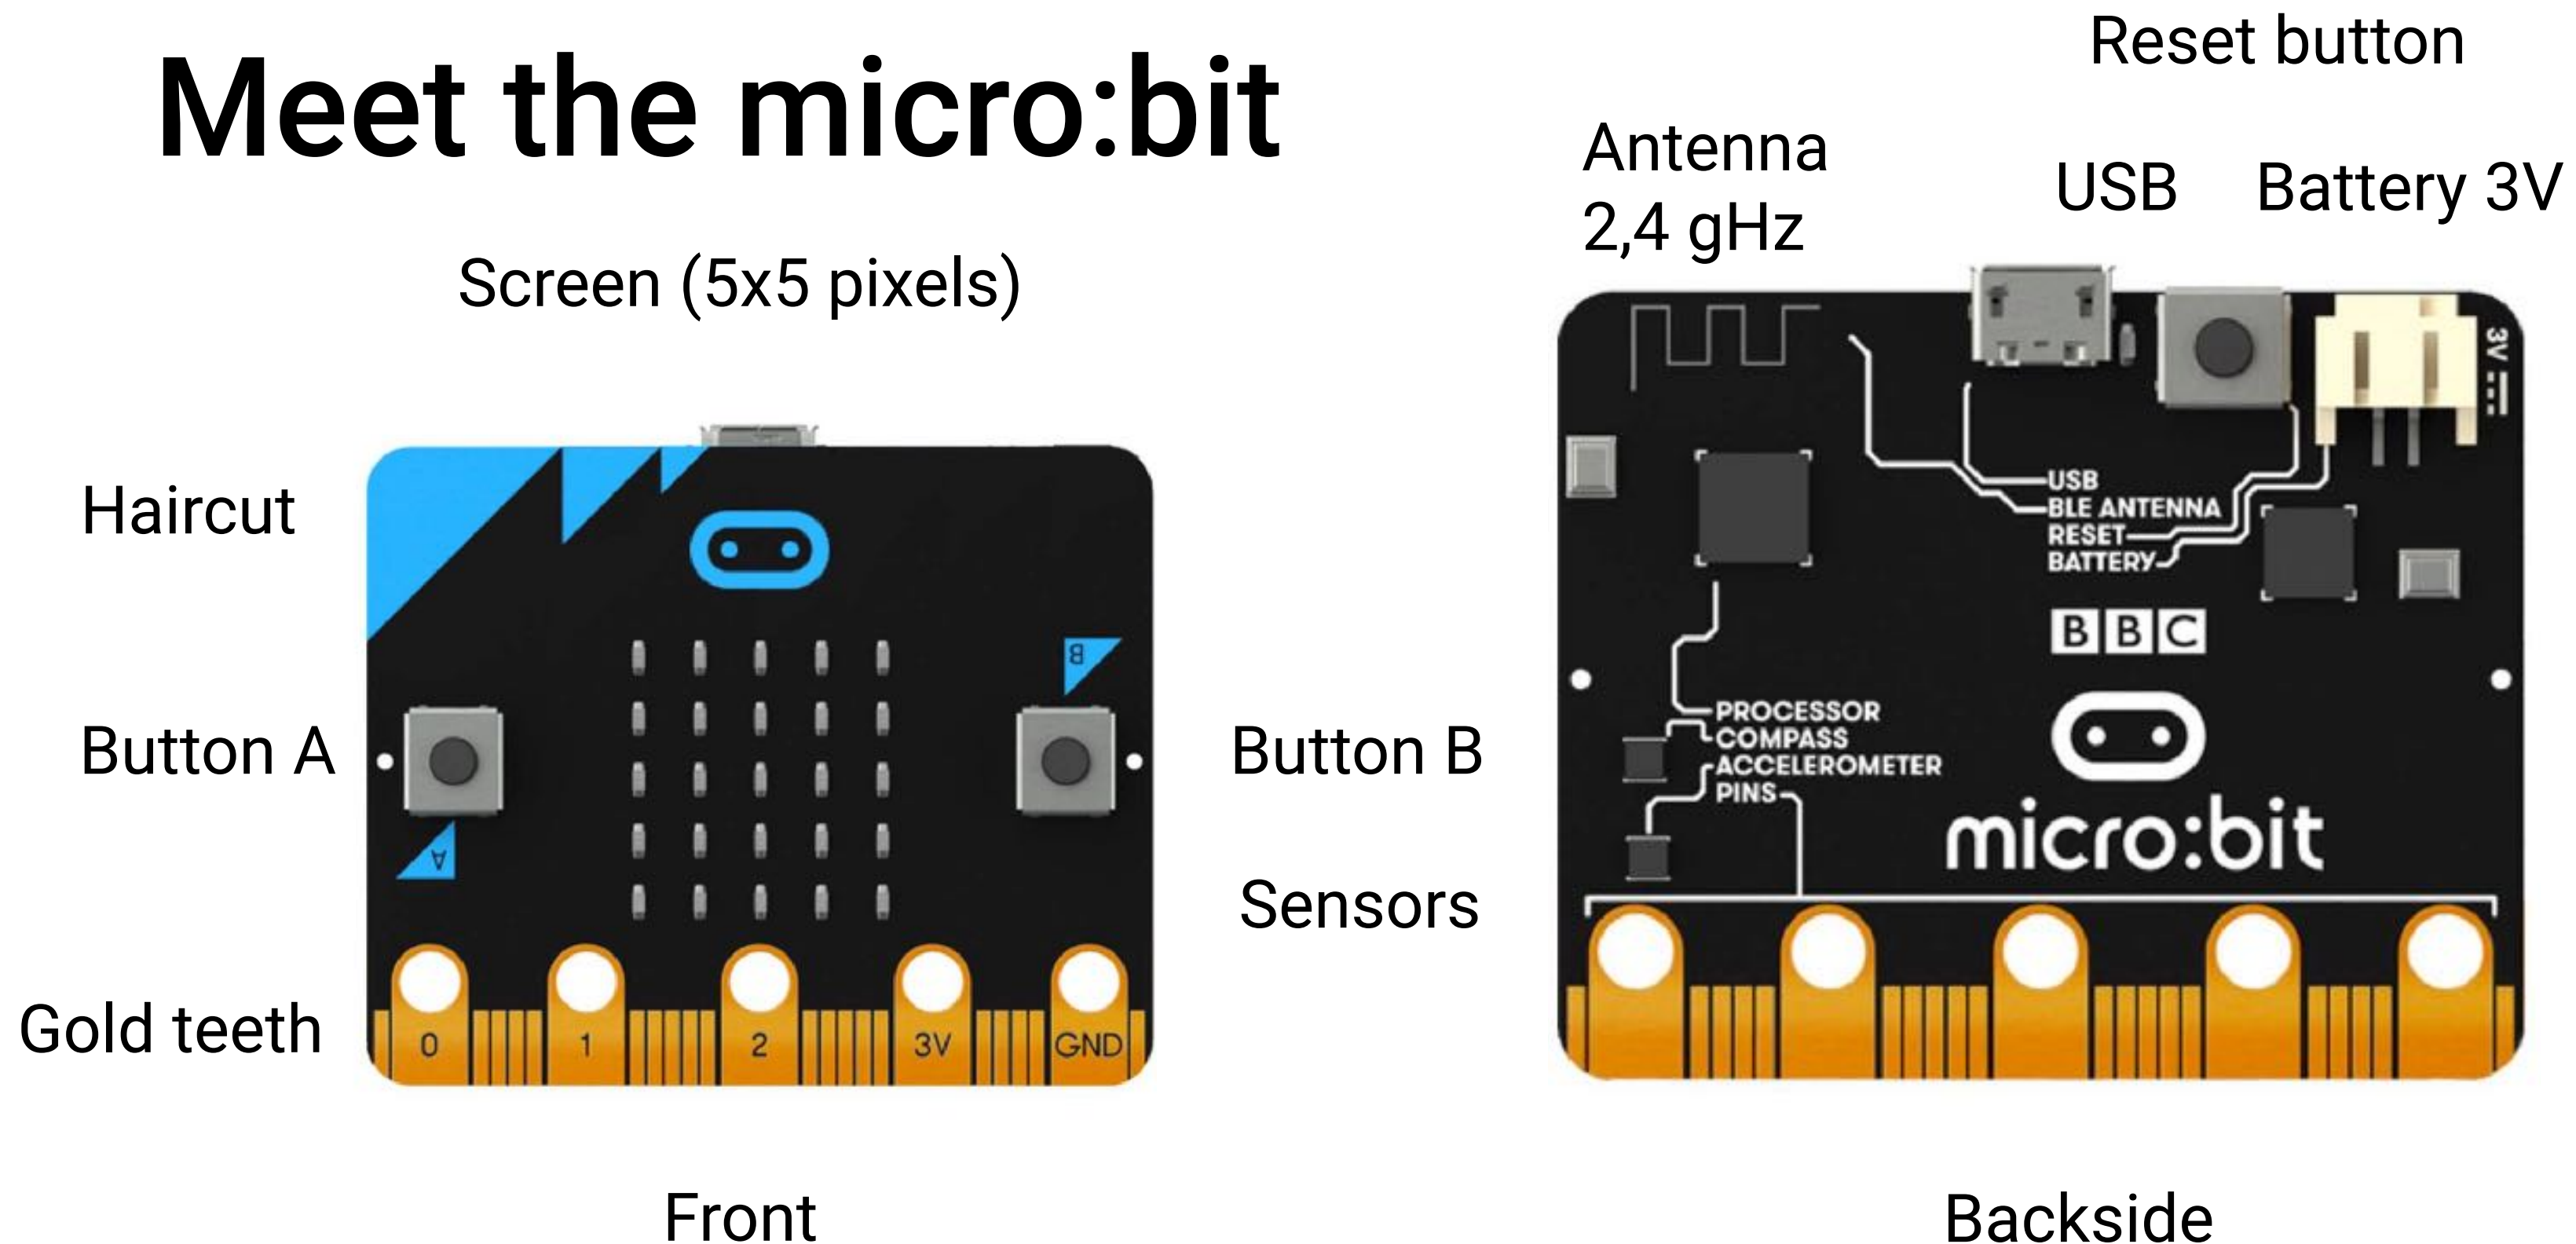 Meet the micro:bit
Screen (5x5 pixels)
Haircut
Button A
Gold teeth
B
A
0 1 2 3V GND
Front
Reset button
Antenna
2,4 gHz
USB
Battery 3V
Button B
Sensors
3V
USB
BLE ANTENNA
RESET
BATTERY
BBC
PROCESSOR
COMPASS
ACCELEROMETER
PINS
micro:bit
Backside